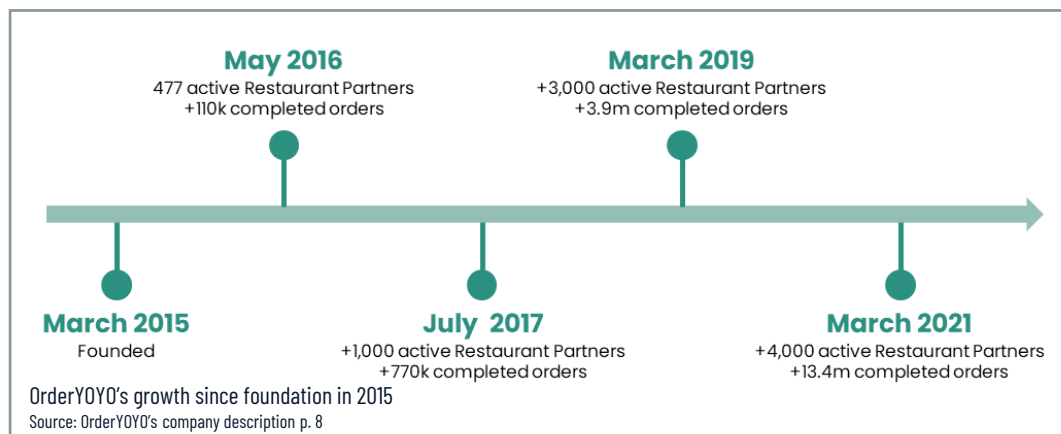 May 2016
477 active Restaurant Partners
+110k completed orders
March 2019
+3,000 active Restaurant Partners
+3.9m completed orders
March 2015
Founded
July 2017
+1,000 active Restaurant Partners
+770k completed orders
March 2021
+4,000 active Restaurant Partners
+13.4m completed orders
OrderYOYO's growth since foundation in 2015
Source: OrderYOYO's company description p. 8